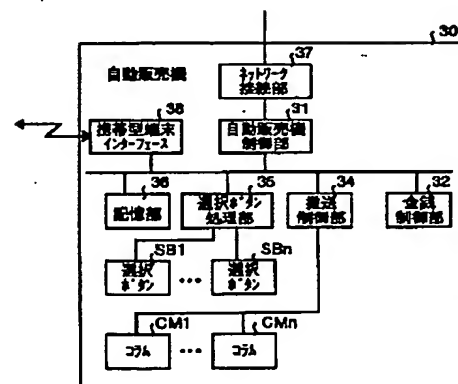 30
自動販売機
37
ネットワーク
接続部
38
携帯型端末
インターフェース
31
自動販売機
制御部
36
記憶部
35
選択ボタン
処理部
34
搬送
制御部
32
金銭
制御部
SB1
選択
ボタン
...
SBn
選択
ボタン
CM1
コラム
...
CMn
コラム